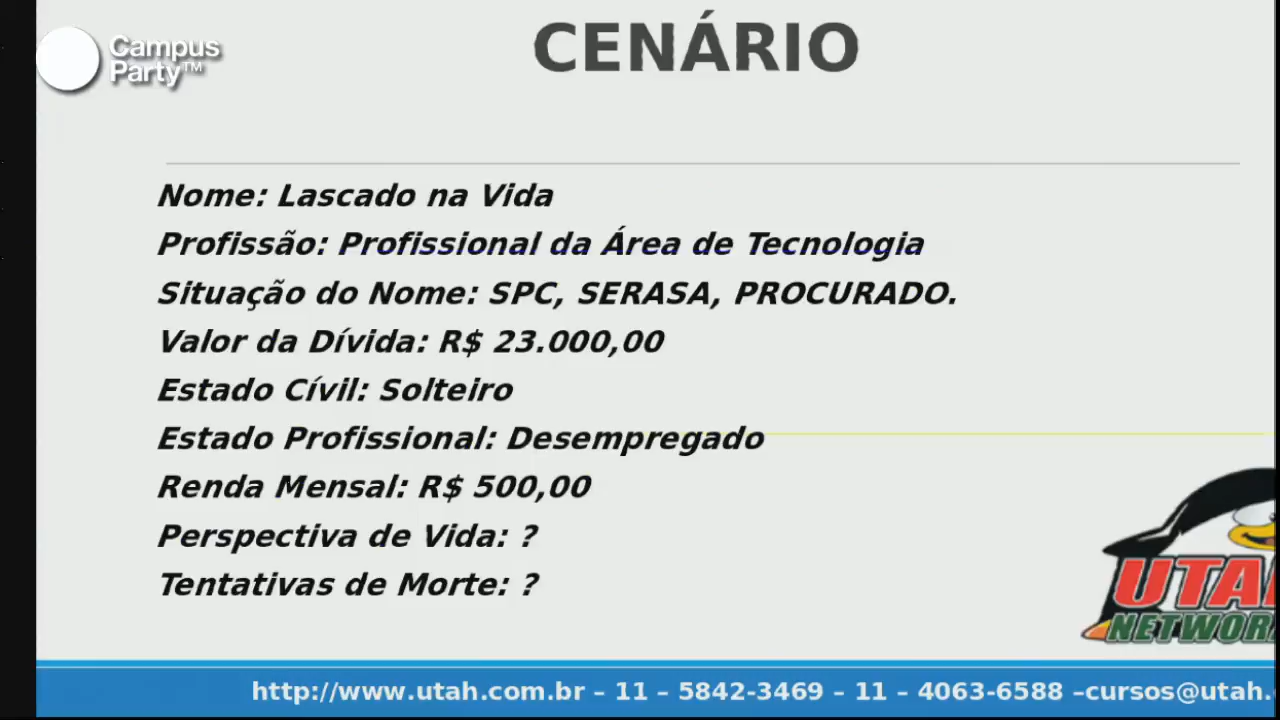 Campus
Party™
CENÁRIO
Nome: Lascado na Vida
Profissão: Profissional da Área de Tecnologia
Situação do Nome: SPC, SERASA, PROCURADO.
Valor da Dívida: R$ 23.000,00
Estado Cívil: Solteiro
Estado Profissional: Desempregado
Renda Mensal: R$ 500,00
Perspectiva de Vida: ?
Tentativas de Morte: ?
UTA
NETWOR
http://www.utah.com.br – 11 – 5842-3469 – 11 – 4063-6588 –cursos@utah.